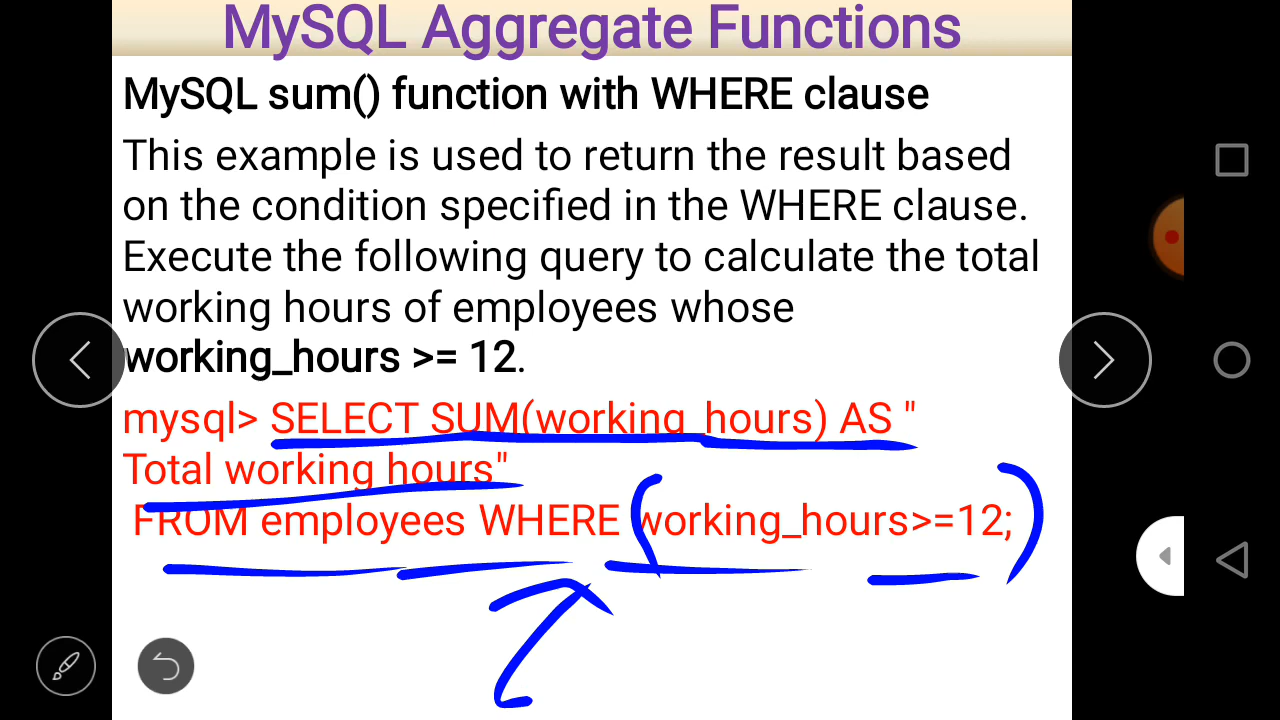 MySQL Aggregate Functions
MySQL sum() function with WHERE clause
This example is used to return the result based
on the condition specified in the WHERE clause.
Execute the following query to calculate the total
working hours of employees whose
working_hours >= 12.
mysql> SELECT SUM(working_hours) AS "
Total working hours"
FROM employees WHERE working_hours>=12;